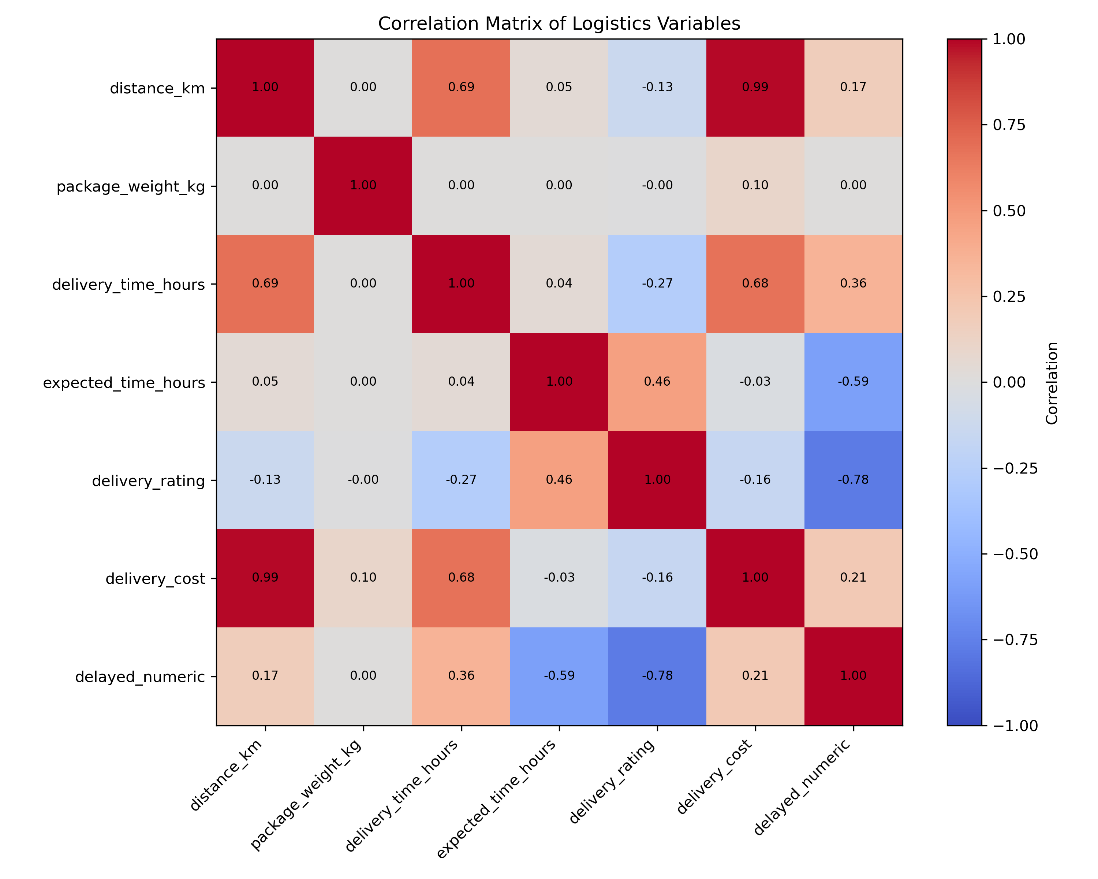 Correlation Matrix of Logistics Variables
distance_km 1.00 0.00 0.69 0.05 -0.13 0.99 0.17
package_weight_kg 0.00 1.00 0.00 0.00 -0.00 0.10 0.00
delivery_time_hours 0.69 0.00 1.00 0.04 -0.27 0.68 0.36
expected_time_hours 0.05 0.00 0.04 1.00 0.46 -0.03 -0.59
delivery_rating -0.13 -0.00 -0.27 0.46 1.00 -0.16 -0.78
delivery_cost 0.99 0.10 0.68 -0.03 -0.16 1.00 0.21
delayed_numeric 0.17 0.00 0.36 -0.59 -0.78 0.21 1.00
distance_km
package_weight_kg
delivery_time_hours
expected_time_hours
delivery_rating
delivery_cost
delayed_numeric
1.00
0.75
0.50
0.25
0.00
−0.25
−0.50
−0.75
−1.00
Correlation